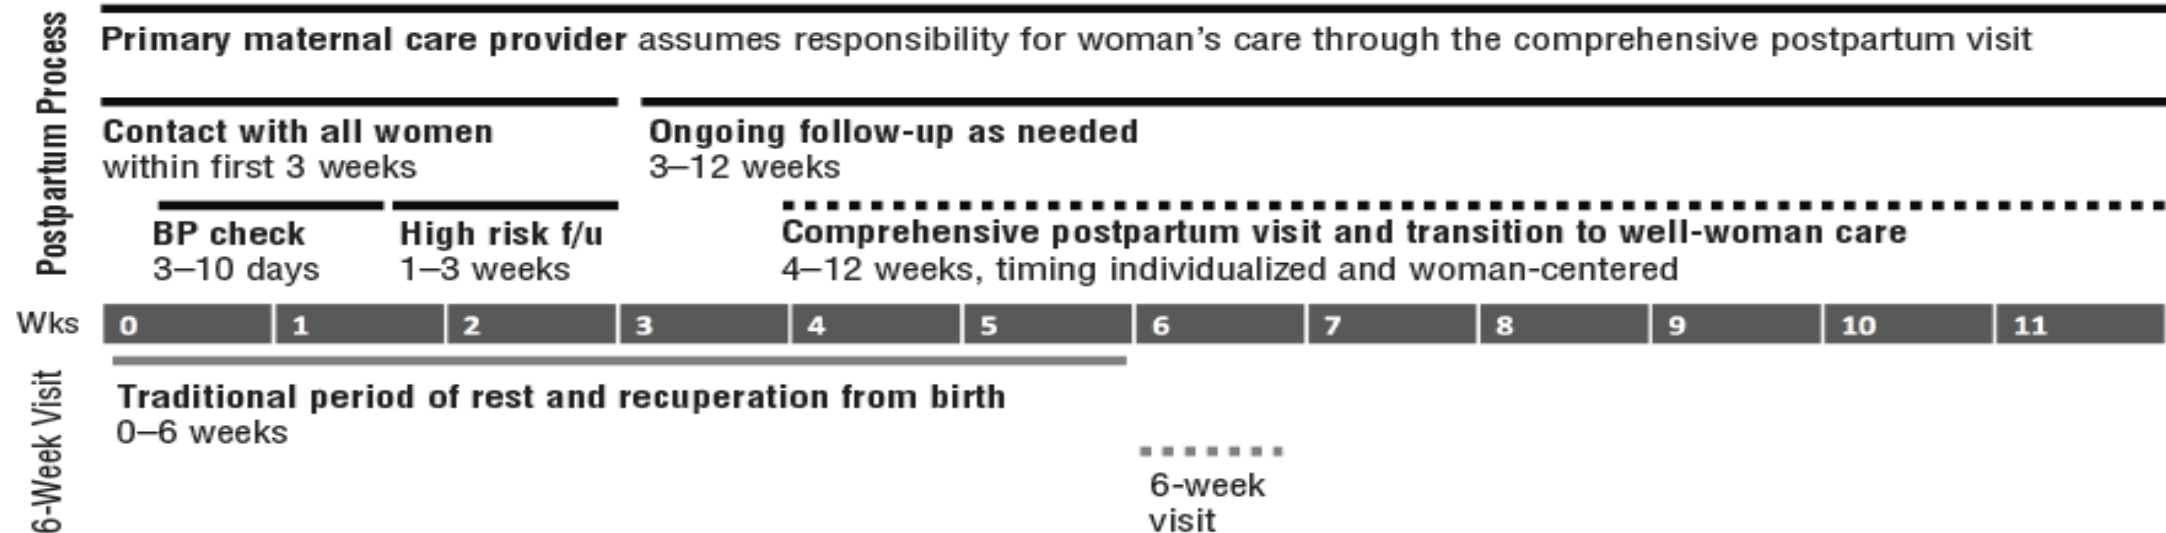 Postpartum Process
Primary maternal care provider assumes responsibility for woman's care through the comprehensive postpartum visit
Contact with all women
within first 3 weeks
Ongoing follow-up as needed
3–12 weeks
BP check
3–10 days
High risk f/u
1–3 weeks
Comprehensive postpartum visit and transition to well-woman care
4–12 weeks, timing individualized and woman-centered
Wks 0 1 2 3 4 5 6 7 8 9 10 11
6-Week Visit
Traditional period of rest and recuperation from birth
0–6 weeks
6-week
visit